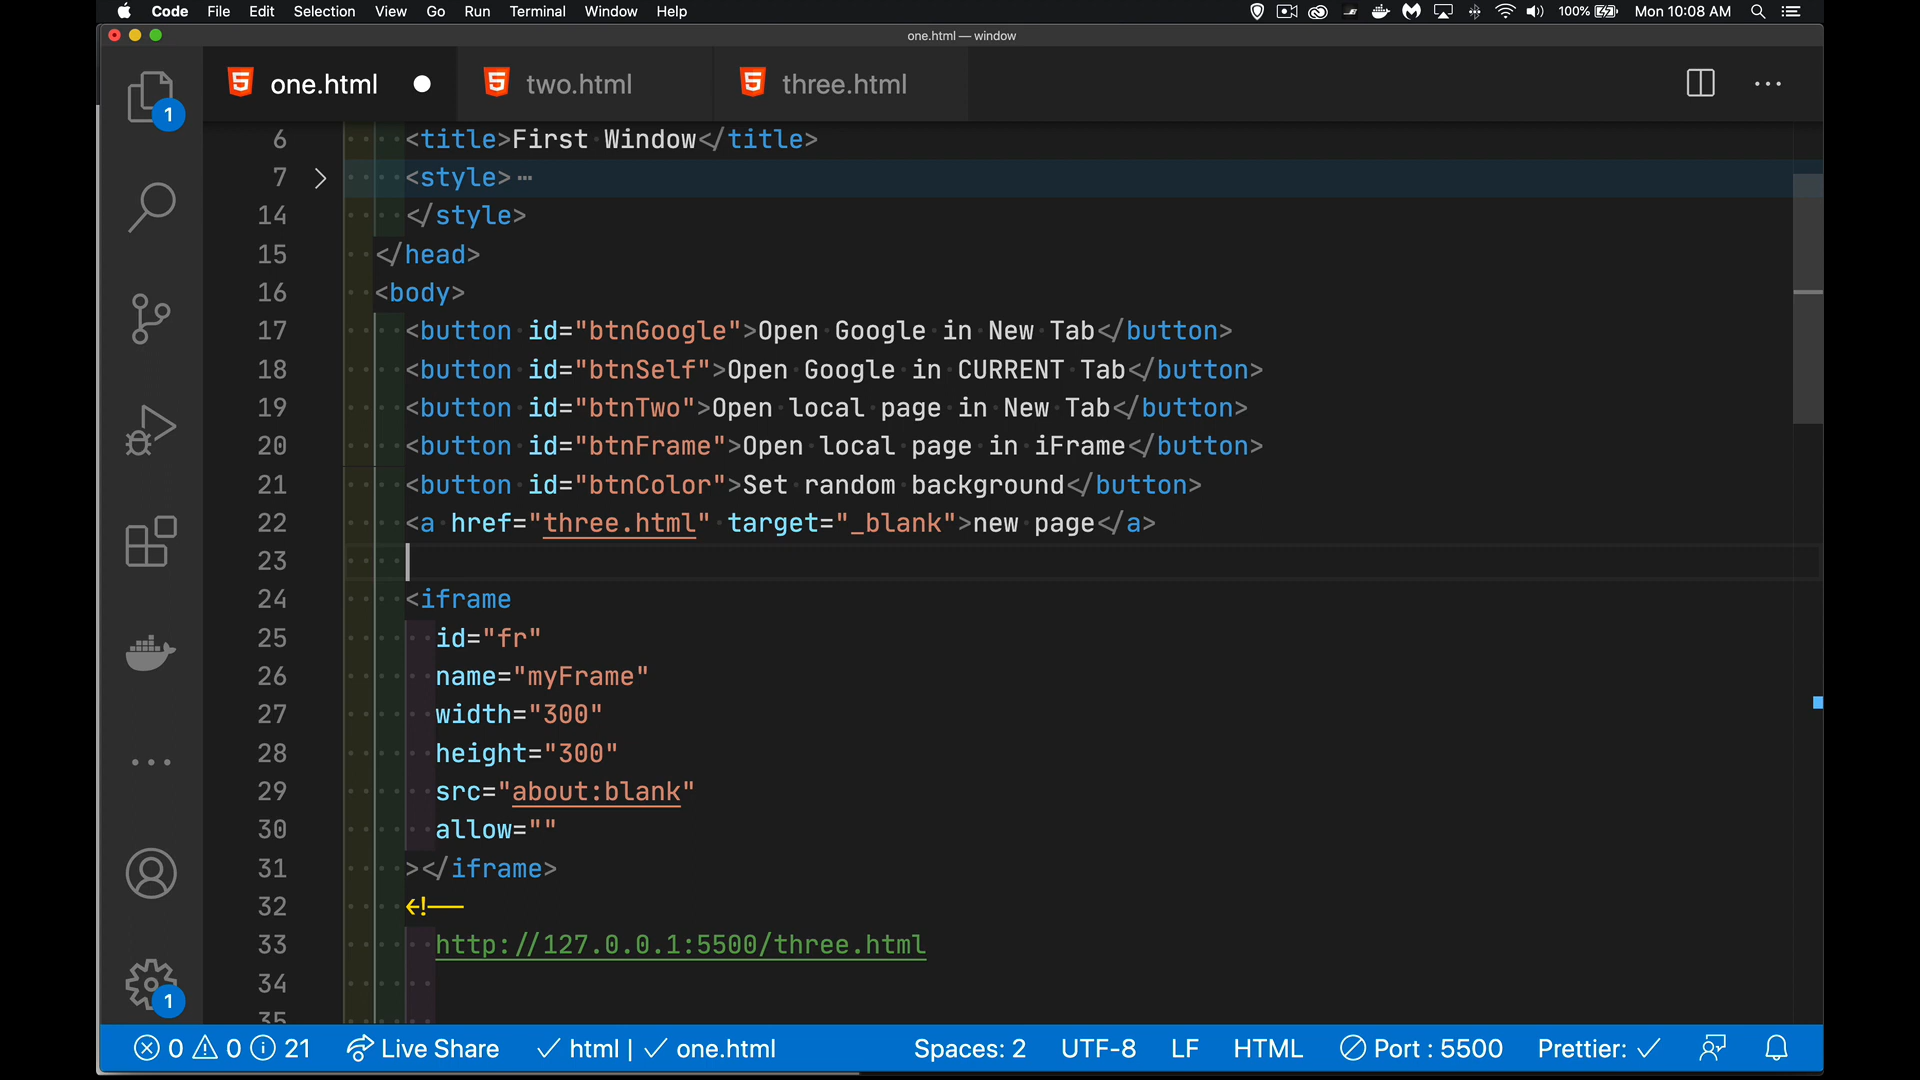 Code File Edit Selection View Go Run Terminal Window Help 100% Mon 10:08 AM
one.html — window
one.html two.html three.html
1
6 <title>First Window</title>
7 <style>⋯
14 </style>
15 </head>
16 <body>
17 <button id="btnGoogle">Open Google in New Tab</button>
18 <button id="btnSelf">Open Google in CURRENT Tab</button>
19 <button id="btnTwo">Open local page in New Tab</button>
20 <button id="btnFrame">Open local page in iFrame</button>
21 <button id="btnColor">Set random background</button>
22 <a href="three.html" target="_blank">new page</a>
23
24 <iframe
25 id="fr"
26 name="myFrame"
27 width="300"
28 height="300"
29 src="about:blank"
30 allow=""
31 ></iframe>
32 <!--
33 http://127.0.0.1:5500/three.html
34
35
1
0 0 21 Live Share html | one.html Spaces: 2 UTF-8 LF HTML Port : 5500 Prettier: